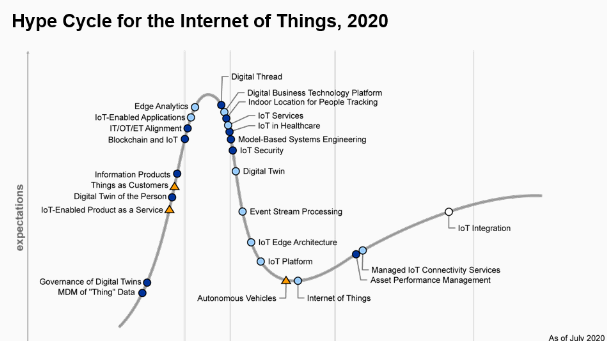 Hype Cycle for the Internet of Things, 2020
expectations
Digital Thread
Digital Business Technology Platform
Indoor Location for People Tracking
Edge Analytics
IoT-Enabled Applications
IoT Services
IT/OT/ET Alignment
IoT in Healthcare
Blockchain and IoT
Model-Based Systems Engineering
IoT Security
Information Products
Digital Twin
Things as Customers
Digital Twin of the Person
IoT-Enabled Product as a Service
Event Stream Processing
IoT Integration
IoT Edge Architecture
IoT Platform
Managed IoT Connectivity Services
Asset Performance Management
Governance of Digital Twins
MDM of "Thing" Data
Autonomous Vehicles
Internet of Things
As of July 2020